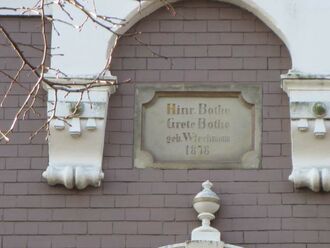 Hinr. Bothe
Grete Bothe
geb. Wiechmann
1878